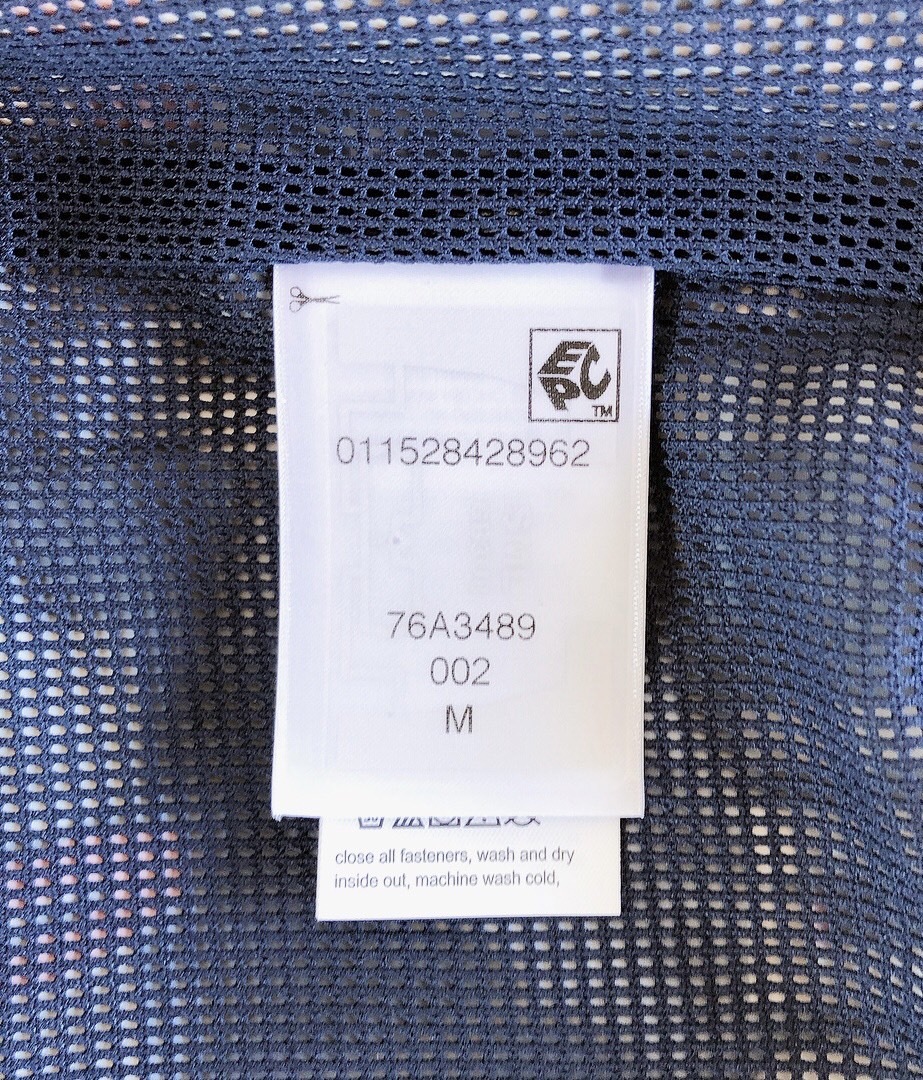 EPC
TM
011528428962
76A3489
002
M
close all fasteners, wash and dry
inside out, machine wash cold,